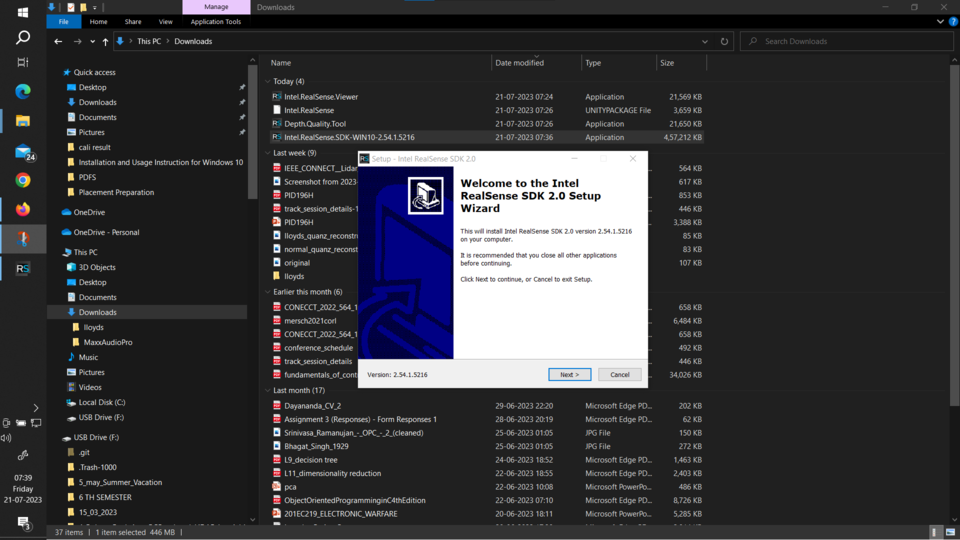 Manage
Downloads
File
Home
Share
View
Application Tools
This PC
Downloads
Search Downloads
Quick access
Desktop
Downloads
Documents
Pictures
cali result
Installation and Usage Instruction for Windows 10
PDFS
Placement Preparation
OneDrive
OneDrive - Personal
This PC
3D Objects
Desktop
Documents
Downloads
lloyds
MaxxAudioPro
Music
Pictures
Videos
Local Disk (C:)
USB Drive (F:)
USB Drive (F:)
.git
.Trash-1000
5_may_Summer_Vacation
6 TH SEMESTER
15_03_2023
Name Date modified Type Size
Today (4)
Intel.RealSense.Viewer 21-07-2023 07:24 Application 21,569 KB
Intel.RealSense 21-07-2023 07:26 UNITYPACKAGE File 3,659 KB
Depth.Quality.Tool 21-07-2023 07:26 Application 21,650 KB
Intel.RealSense.SDK-WIN10-2.54.1.5216 21-07-2023 07:36 Application 4,57,212 KB
Last week (9)
IEEE_CONNECT__Lida 564 KB
Screenshot from 2023- 617 KB
PID196H 853 KB
track_session_details-1 446 KB
PID196H 3,388 KB
lloyds_quanz_reconstr 85 KB
normal_quanz_reconst 83 KB
original 107 KB
lloyds
Earlier this month (6)
CONECCT_2022_564_1 658 KB
mersch2021corl 6,484 KB
CONECCT_2022_564_1 658 KB
conference_schedule 492 KB
track_session_details 446 KB
fundamentals_of_cont 34,026 KB
Last month (17)
Dayananda_CV_2 29-06-2023 22:20 Microsoft Edge PD... 202 KB
Assignment 3 (Responses) - Form Responses 1 28-06-2023 20:19 Microsoft Edge PD... 62 KB
Srinivasa_Ramanujan_-_OPC_-_2_(cleaned) 25-06-2023 01:05 JPG File 150 KB
Bhagat_Singh_1929 25-06-2023 01:05 JPG File 272 KB
L9_decision tree 24-06-2023 18:52 Microsoft Edge PD... 1,463 KB
L11_dimensionality reduction 22-06-2023 18:55 Microsoft Edge PD... 2,403 KB
pca 22-06-2023 10:08 Microsoft PowerPo... 486 KB
ObjectOrientedProgramminginC4thEdition 22-06-2023 07:10 Microsoft Edge PD... 8,726 KB
201EC219_ELECTRONIC_WARFARE 20-06-2023 18:11 Microsoft PowerPo... 5,285 KB
Setup - Intel RealSense SDK 2.0
Welcome to the Intel
RealSense SDK 2.0 Setup
Wizard
This will install Intel RealSense SDK 2.0 version 2.54.1.5216
on your computer.
It is recommended that you close all other applications
before continuing.
Click Next to continue, or Cancel to exit Setup.
Version: 2.54.1.5216
Next >
Cancel
37 items
1 item selected 446 MB
24
RS
07:39
Friday
21-07-2023
3